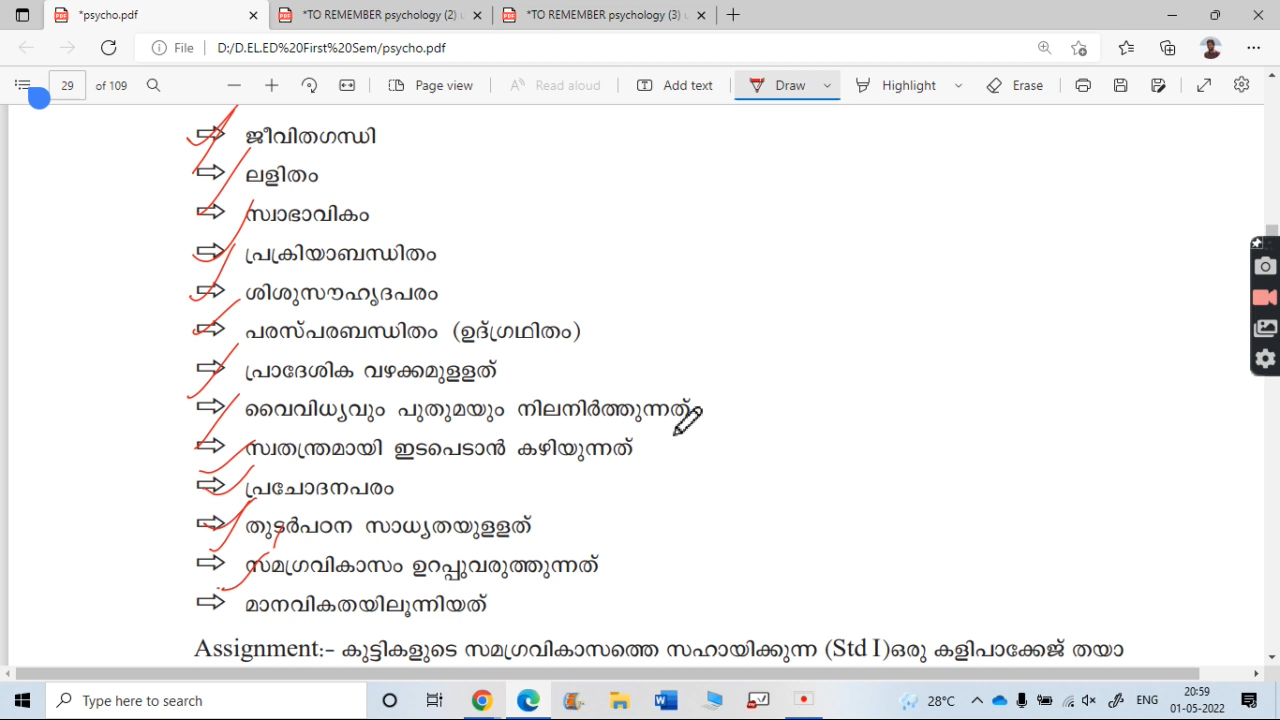 *psycho.pdf
*TO REMEMBER psychology (2)
*TO REMEMBER psychology (3)
File D:/D.EL.ED%20First%20Sem/psycho.pdf
29 of 109 Page view Read aloud Add text Draw Highlight Erase
ജീവിതഗന്ധി
ലളിതം
സ്വാഭാവികം
പ്രക്രിയാബന്ധിതം
ശിശുസൗഹൃദപരം
പരസ്പരബന്ധിതം (ഉദ്ഗ്രഥിതം)
പ്രാദേശിക വഴക്കമുളളത്
വൈവിധ്യവും പുതുമയും നിലനിർത്തുന്നത്
സ്വതന്ത്രമായി ഇടപെടാൻ കഴിയുന്നത്
പ്രചോദനപരം
തുടർപഠന സാധ്യതയുളളത്
സമഗ്രവികാസം ഉറപ്പുവരുത്തുന്നത്
മാനവികതയിലൂന്നിയത്
Assignment:- കുട്ടികളുടെ സമഗ്രവികാസത്തെ സഹായിക്കുന്ന (Std I)ഒരു കളിപാക്കേജ് തയാ
Type here to search
28°C ENG 20:59
01-05-2022